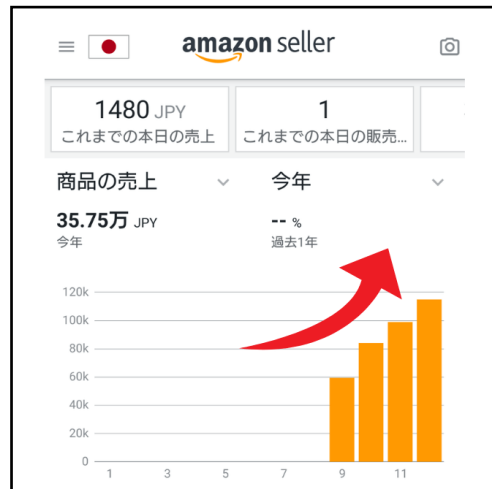 amazon seller
1480 JPY
これまでの本日の売上
1
これまでの本日の販売...
商品の売上
今年
35.75万 JPY
今年
-- %
過去1年
120k
100k
80k
60k
40k
20k
0
1 3 5 7 9 11